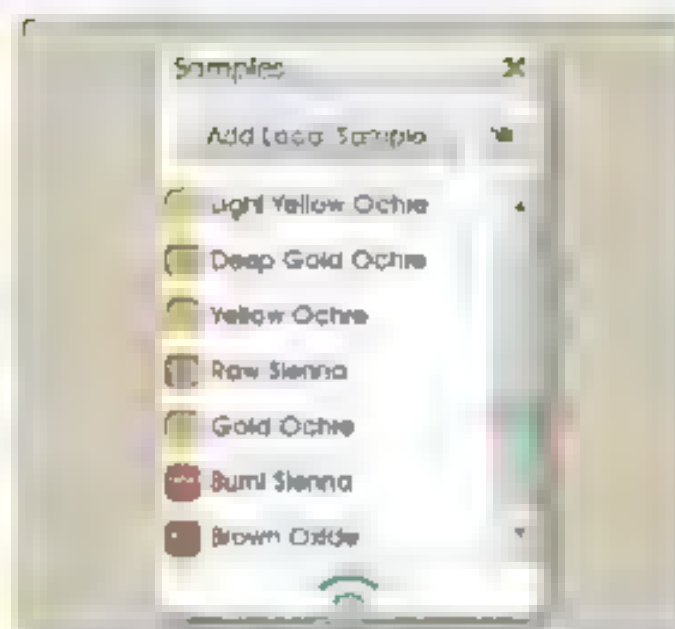 Samples
Add Local Sample
Light Yellow Ochre
Deep Gold Ochre
Yellow Ochre
Raw Sienna
Gold Ochre
Burnt Sienna
Brown Oxide